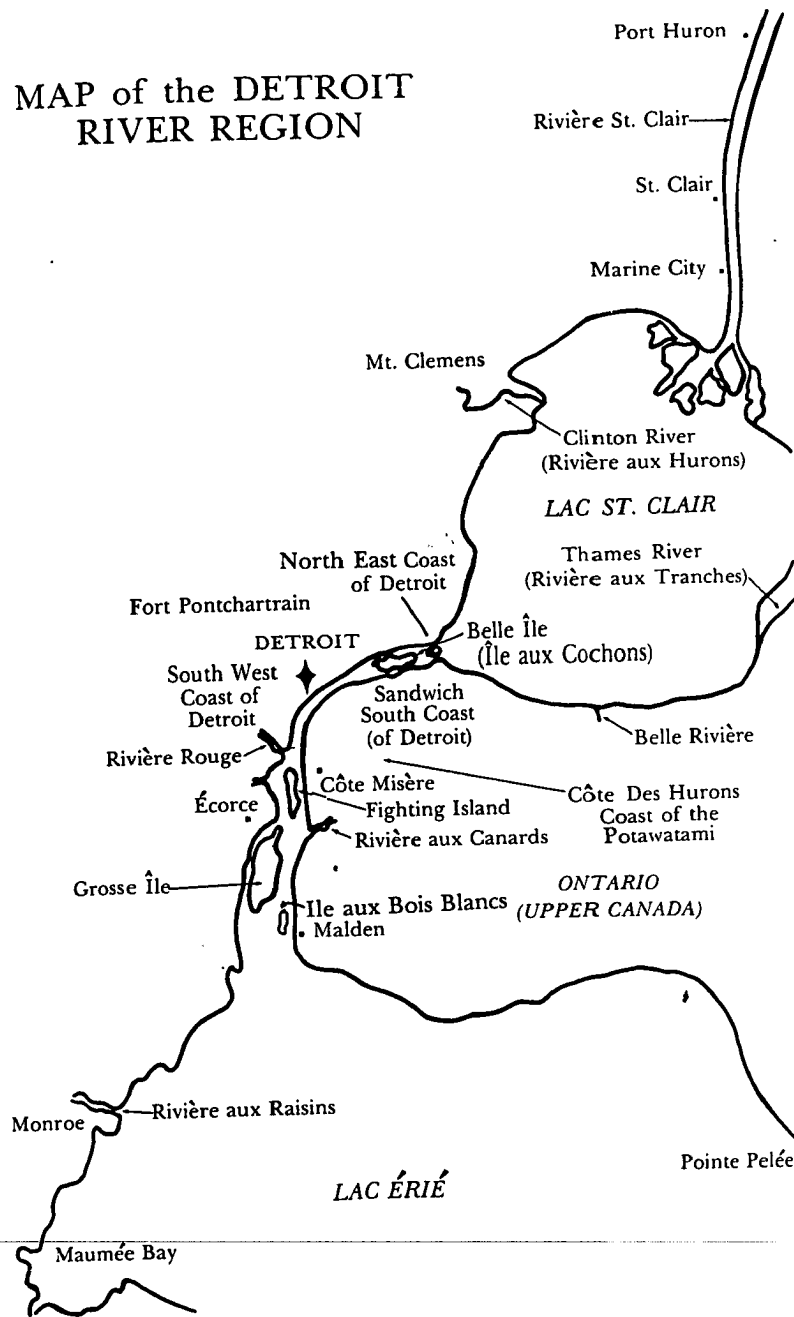 MAP of the DETROIT
RIVER REGION
Port Huron
Rivière St. Clair
St. Clair
Marine City
Mt. Clemens
Clinton River
(Rivière aux Hurons)
LAC ST. CLAIR
North East Coast
of Detroit
Thames River
(Rivière aux Tranches)
Fort Pontchartrain
DETROIT
Belle Île
(Île aux Cochons)
South West
Coast of
Detroit
Sandwich
South Coast
(of Detroit)
Belle Rivière
Rivière Rouge
Côte Misère
Écorce
Fighting Island
Côte Des Hurons
Coast of the
Potawatami
Rivière aux Canards
Grosse Île
ONTARIO
(UPPER CANADA)
Ile aux Bois Blancs
Malden
Monroe
Rivière aux Raisins
Pointe Pelée
LAC ÉRIÉ
Maumée Bay